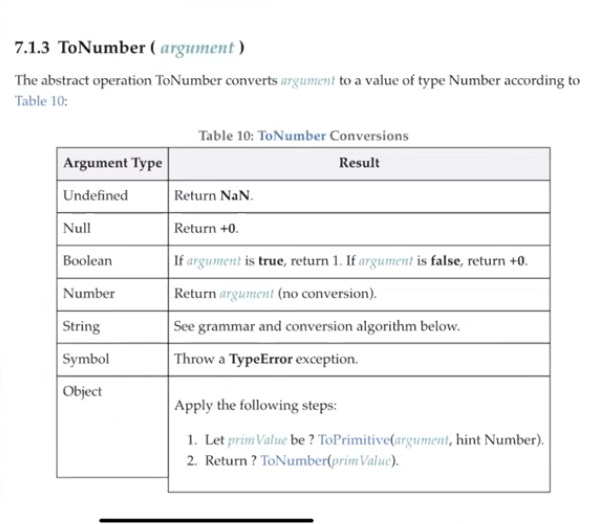 7.1.3 ToNumber ( argument )
The abstract operation ToNumber converts argument to a value of type Number according to
Table 10:
Table 10: ToNumber Conversions
Argument Type Result
Undefined Return NaN.
Null Return +0.
Boolean If argument is true, return 1. If argument is false, return +0.
Number Return argument (no conversion).
String See grammar and conversion algorithm below.
Symbol Throw a TypeError exception.
Object
Apply the following steps:
1. Let primValue be ? ToPrimitive(argument, hint Number).
2. Return ? ToNumber(primValue).